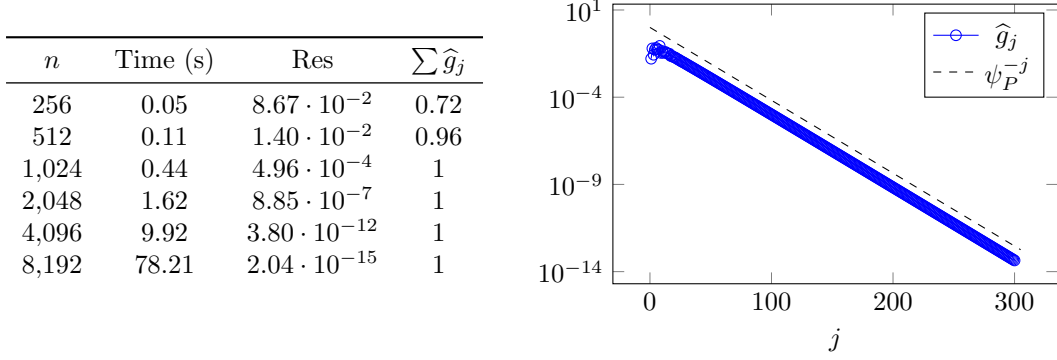 n Time (s) Res ∑ ĝ_j
256 0.05 8.67 · 10^{−2} 0.72
512 0.11 1.40 · 10^{−2} 0.96
1,024 0.44 4.96 · 10^{−4} 1
2,048 1.62 8.85 · 10^{−7} 1
4,096 9.92 3.80 · 10^{−12} 1
8,192 78.21 2.04 · 10^{−15} 1
10^{1}
10^{−4}
10^{−9}
10^{−14}
0 100 200 300
j
ĝ_j
ψ_P^{−j}